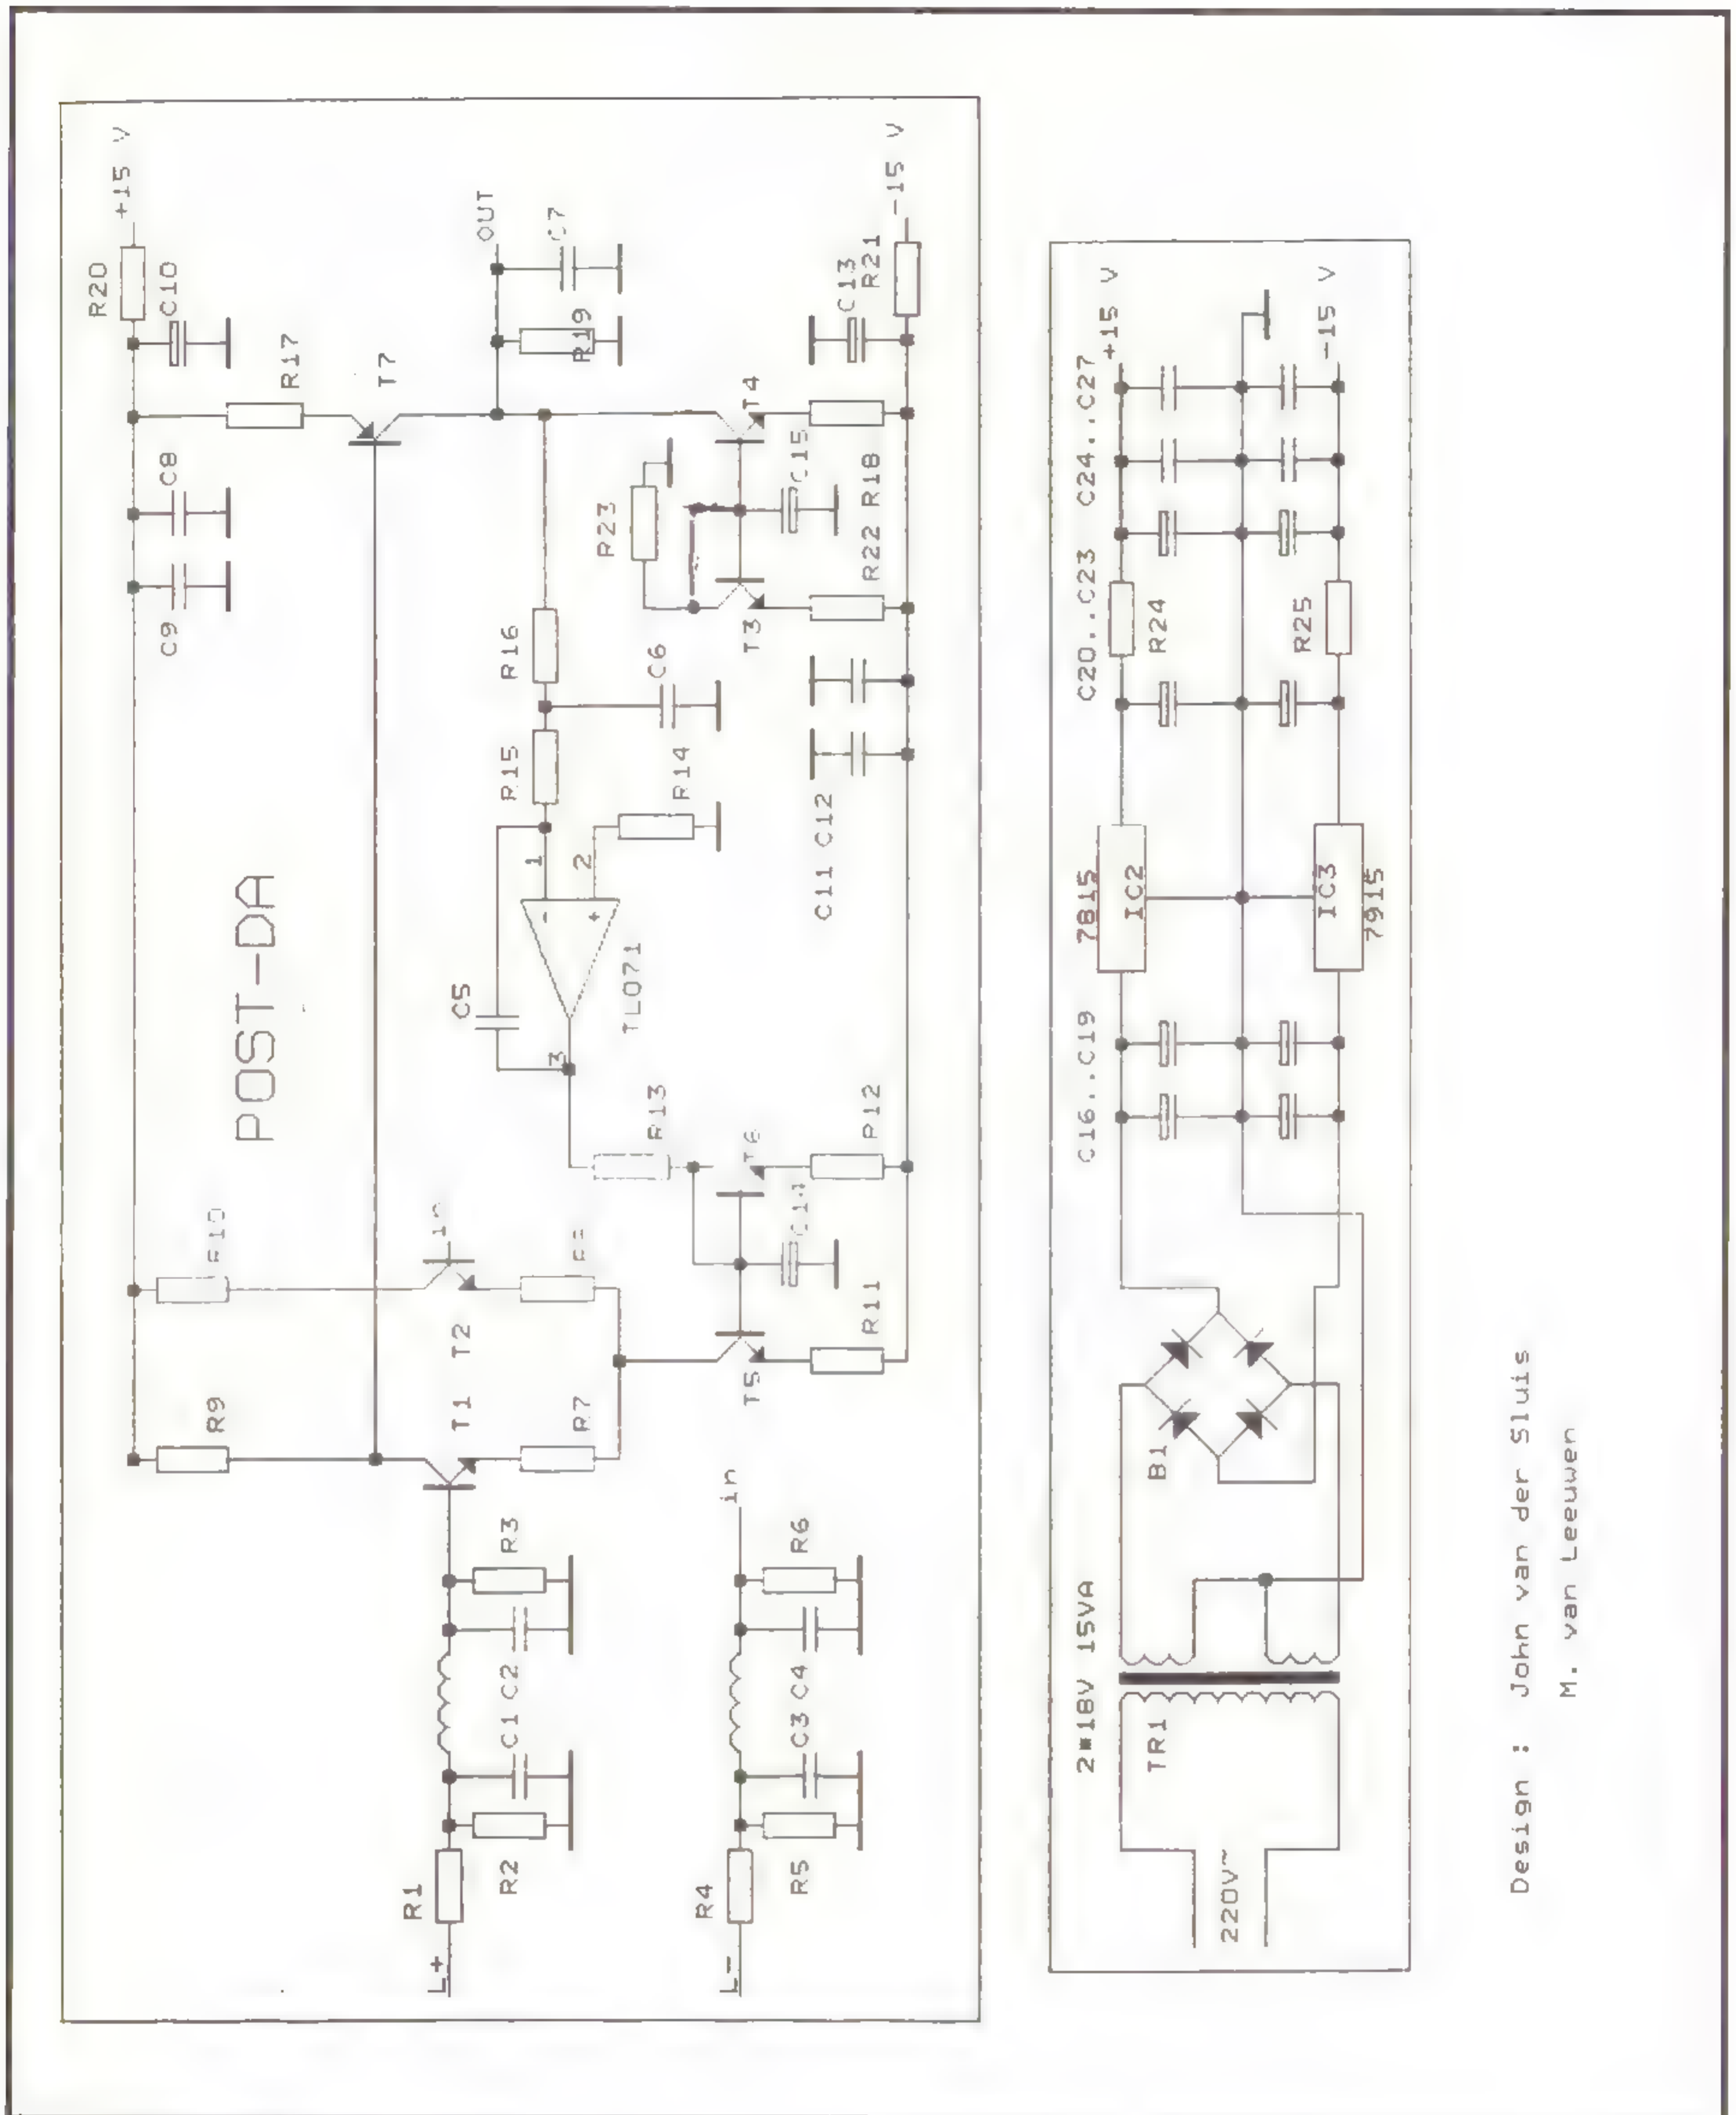 POST-DA
+15 V
R20
C10
C8
C9
R17
T7
OUT
C7
R19
-15 V
R21
C13
T4
C15
R18
R22
R23
T3
R16
R15
C6
R14
C11 C12
1
2
3
-
+
TL071
C5
R13
R12
R11
T5
R9
T1
T2
R7
L+
R1
R2
C1 C2
R3
L-
R4
R5
C3 C4
R6
in
220V~
TR1
2*18V 15VA
B1
C16..C19
7815
IC2
IC3
7915
C20..C23
C24..C27
R24
R25
+15 V
-15 V
Design : John van der Sluis
M. van Leeuwen